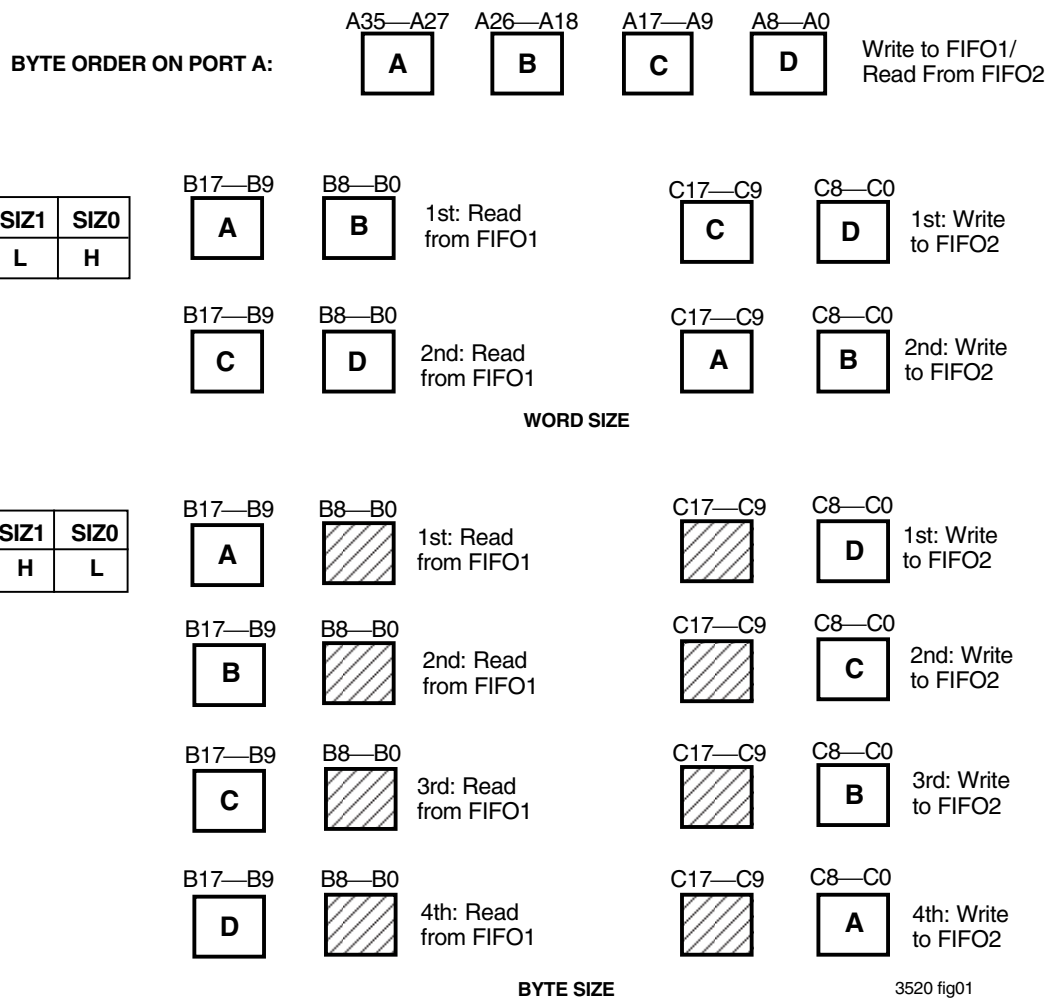 A35—A27 A26—A18 A17—A9 A8—A0
BYTE ORDER ON PORT A: A B C D Write to FIFO1/
Read From FIFO2
B17—B9 B8—B0 C17—C9 C8—C0
SIZ1 SIZ0 A B 1st: Read C D 1st: Write
L H from FIFO1 to FIFO2
B17—B9 B8—B0 C17—C9 C8—C0
C D 2nd: Read A B 2nd: Write
from FIFO1 to FIFO2
WORD SIZE
B17—B9 B8—B0 C17—C9 C8—C0
SIZ1 SIZ0 A 1st: Read D 1st: Write
H L from FIFO1 to FIFO2
B17—B9 B8—B0 C17—C9 C8—C0
B 2nd: Read C 2nd: Write
from FIFO1 to FIFO2
B17—B9 B8—B0 C17—C9 C8—C0
C 3rd: Read B 3rd: Write
from FIFO1 to FIFO2
B17—B9 B8—B0 C17—C9 C8—C0
D 4th: Read A 4th: Write
from FIFO1 to FIFO2
BYTE SIZE 3520 fig01